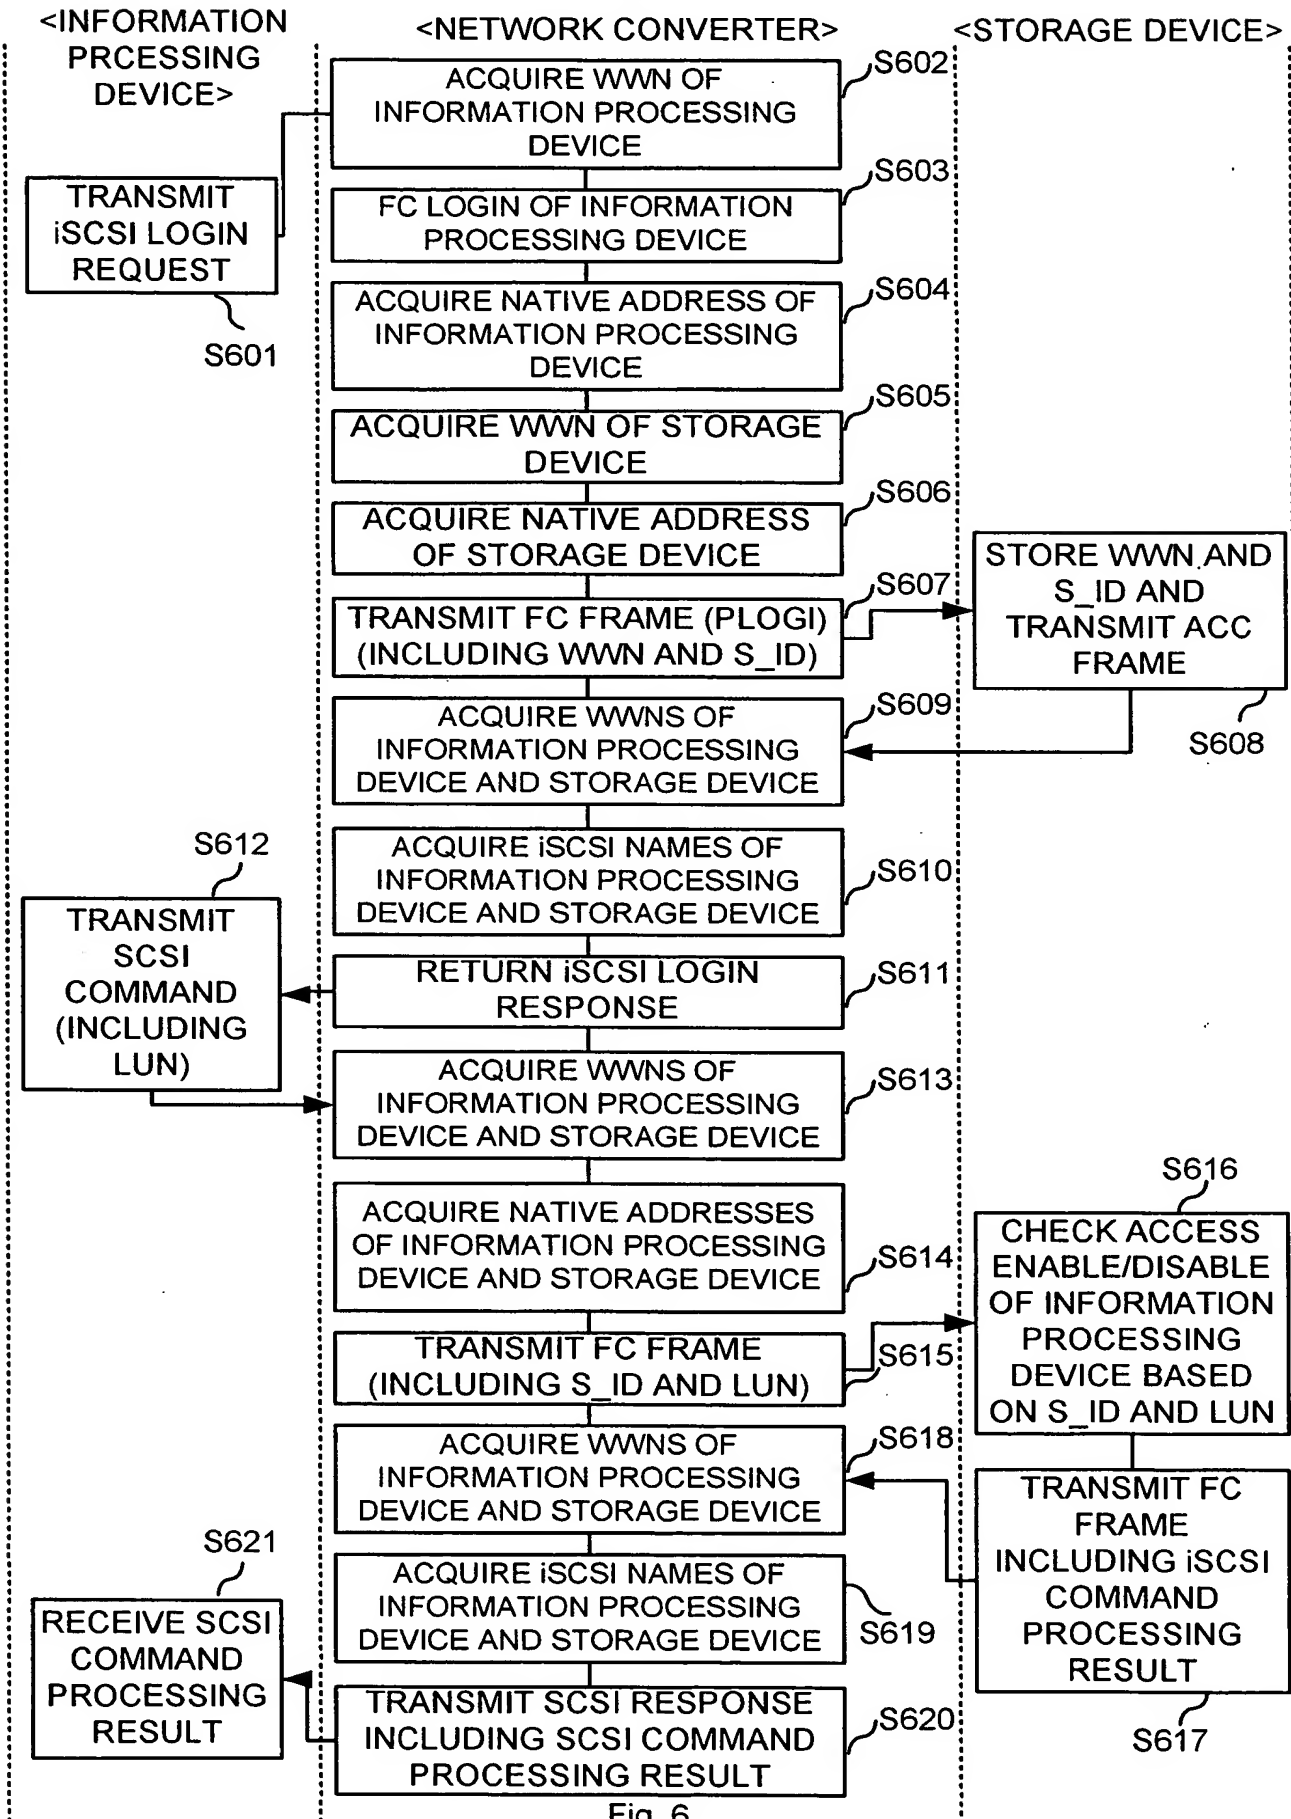 <INFORMATION
PRCESSING
DEVICE>
<NETWORK CONVERTER>
<STORAGE DEVICE>
ACQUIRE WWN OF
INFORMATION PROCESSING
DEVICE
S602
TRANSMIT
iSCSI LOGIN
REQUEST
S601
FC LOGIN OF INFORMATION
PROCESSING DEVICE
S603
ACQUIRE NATIVE ADDRESS OF
INFORMATION PROCESSING
DEVICE
S604
ACQUIRE WWN OF STORAGE
DEVICE
S605
ACQUIRE NATIVE ADDRESS
OF STORAGE DEVICE
S606
TRANSMIT FC FRAME (PLOGI)
(INCLUDING WWN AND S_ID)
S607
STORE WWN AND
S_ID AND
TRANSMIT ACC
FRAME
S608
ACQUIRE WWNS OF
INFORMATION PROCESSING
DEVICE AND STORAGE DEVICE
S609
ACQUIRE iSCSI NAMES OF
INFORMATION PROCESSING
DEVICE AND STORAGE DEVICE
S610
RETURN iSCSI LOGIN
RESPONSE
S611
S612
TRANSMIT
SCSI
COMMAND
(INCLUDING
LUN)
ACQUIRE WWNS OF
INFORMATION PROCESSING
DEVICE AND STORAGE DEVICE
S613
ACQUIRE NATIVE ADDRESSES
OF INFORMATION PROCESSING
DEVICE AND STORAGE DEVICE
S614
TRANSMIT FC FRAME
(INCLUDING S_ID AND LUN)
S615
S616
CHECK ACCESS
ENABLE/DISABLE
OF INFORMATION
PROCESSING
DEVICE BASED
ON S_ID AND LUN
TRANSMIT FC
FRAME
INCLUDING iSCSI
COMMAND
PROCESSING
RESULT
S617
ACQUIRE WWNS OF
INFORMATION PROCESSING
DEVICE AND STORAGE DEVICE
S618
ACQUIRE iSCSI NAMES OF
INFORMATION PROCESSING
DEVICE AND STORAGE DEVICE
S619
TRANSMIT SCSI RESPONSE
INCLUDING SCSI COMMAND
PROCESSING RESULT
S620
S621
RECEIVE SCSI
COMMAND
PROCESSING
RESULT
Fig. 6